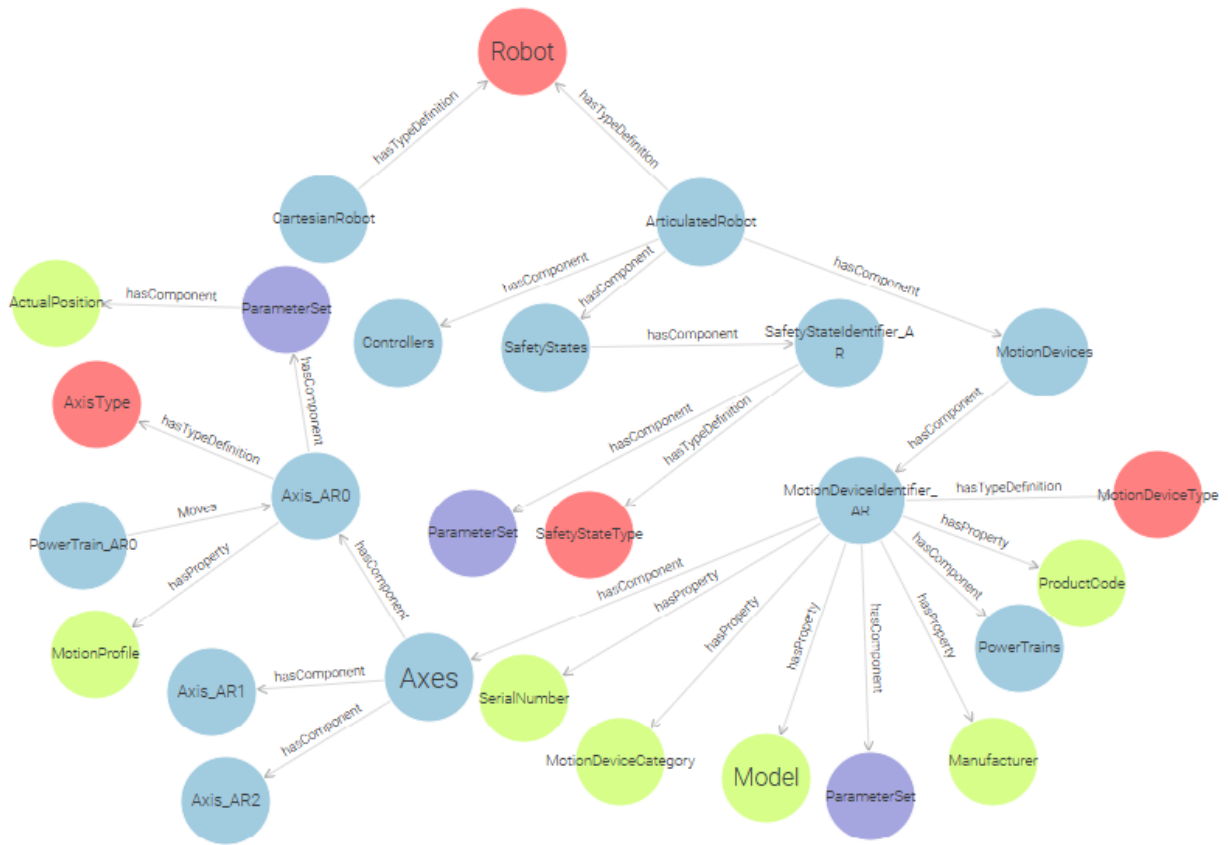 Robot
hasTypeDefinition
hasTypeDefinition
CartesianRobot
ArticulatedRobot
hasComponent
hasComponent
hasComponent
ActualPosition
hasComponent
ParameterSet
Controllers
SafetyStates
hasComponent
SafetyStateIdentifier_A
R
MotionDevices
hasComponent
AxisType
hasTypeDefinition
hasComponent
hasComponent
hasTypeDefinition
Axis_AR0
MotionDeviceIdentifier_
AR
hasTypeDefinition
MotionDeviceType
Moves
PowerTrain_AR0
ParameterSet
SafetyStateType
hasProperty
hasComponent
hasProperty
hasComponent
hasComponent
hasProperty
ProductCode
hasProperty
hasProperty
hasComponent
hasProperty
PowerTrains
MotionProfile
hasComponent
Axes
Axis_AR1
SerialNumber
hasComponent
MotionDeviceCategory
Model
ParameterSet
Manufacturer
Axis_AR2